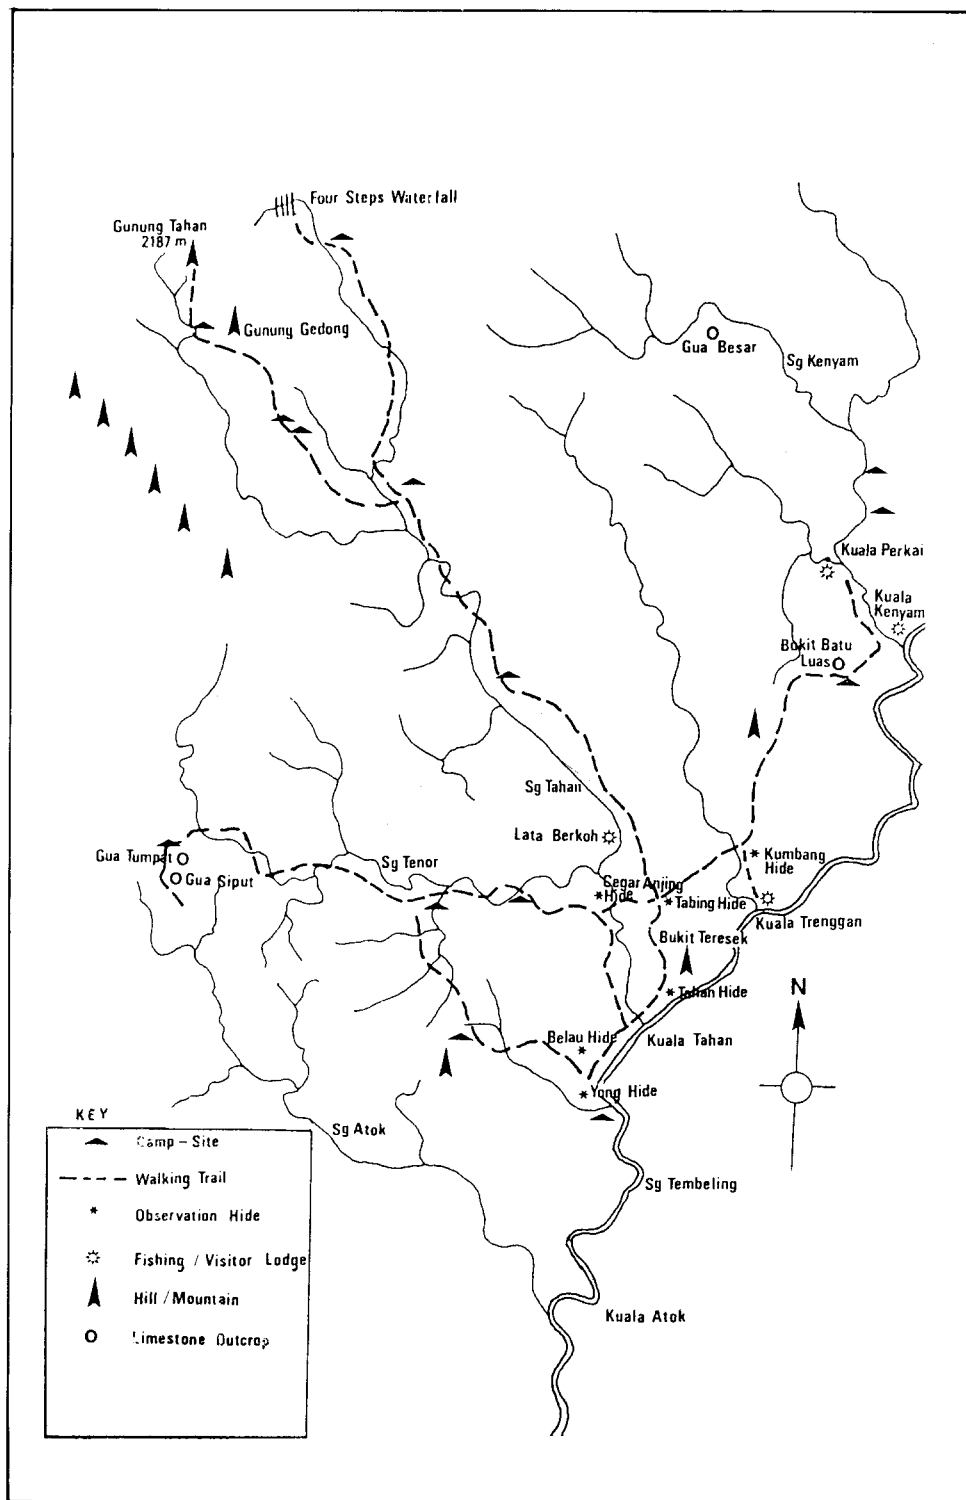 Four Steps Waterfall
Gunung Tahan
2187 m
Gunung Gedong
Gua Besar
Sg Kenyam
Kuala Perkai
Kuala
Kenyam
Bukit Batu
Luas
Sg Tahan
Lata Berkoh
Gua Tumpat
Gua Siput
Sg Tenor
Cegar Anjing
Hide
Kumbang
Hide
Tabing Hide
Kuala Trenggan
Bukit Teresek
Tahan Hide
N
Belau Hide
Kuala Tahan
Yong Hide
Sg Atok
Sg Tembeling
Kuala Atok
KEY
Camp-Site
Walking Trail
Observation Hide
Fishing / Visitor Lodge
Hill / Mountain
Limestone Outcrop